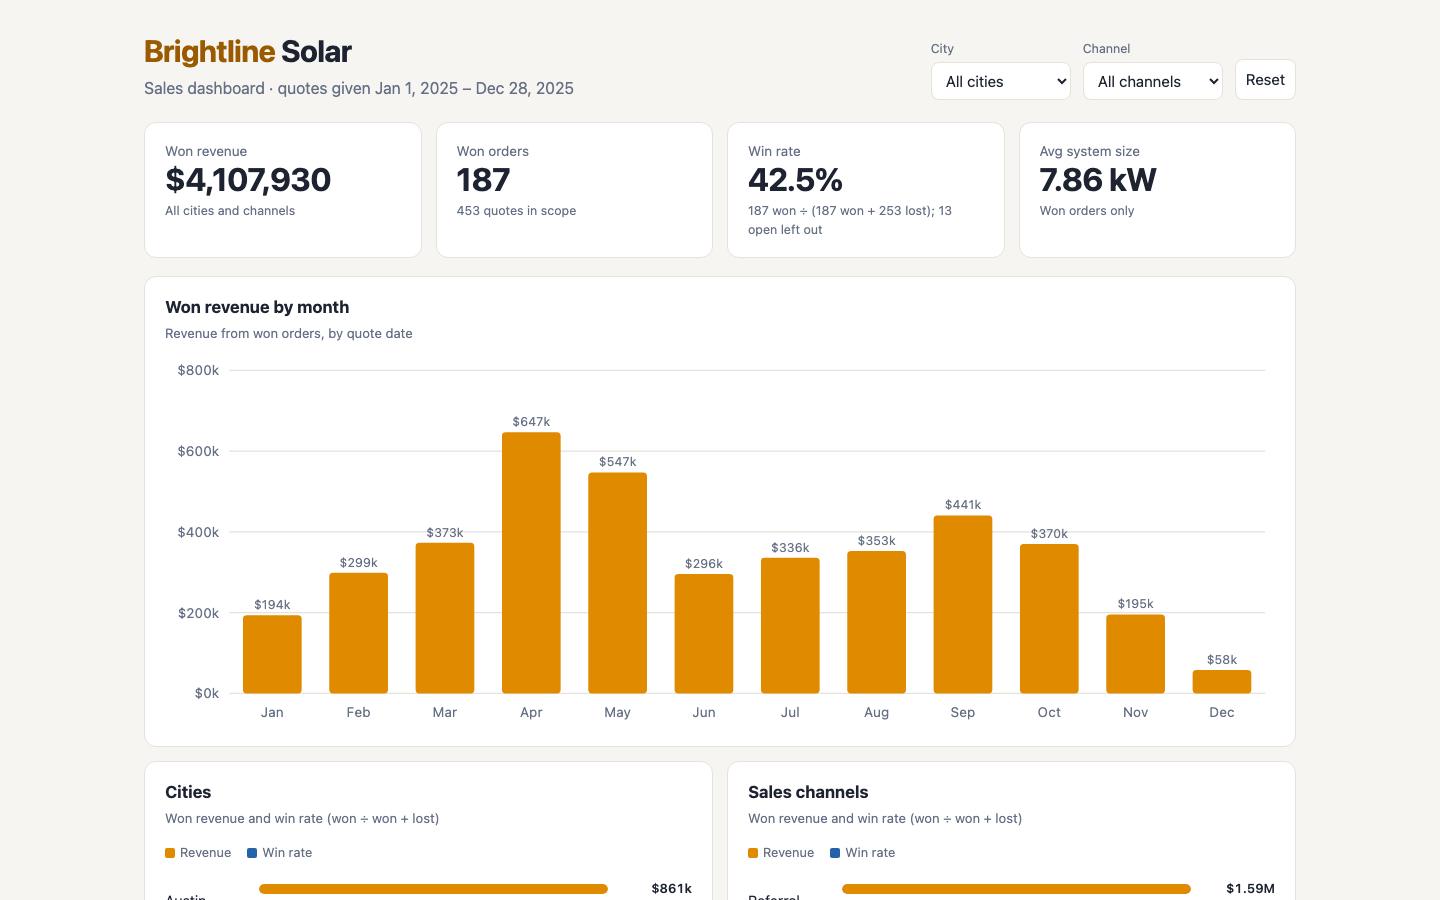 Brightline Solar
Sales dashboard · quotes given Jan 1, 2025 – Dec 28, 2025
City
All cities
Channel
All channels
Reset
Won revenue
$4,107,930
All cities and channels
Won orders
187
453 quotes in scope
Win rate
42.5%
187 won ÷ (187 won + 253 lost); 13
open left out
Avg system size
7.86 kW
Won orders only
Won revenue by month
Revenue from won orders, by quote date
$800k
$600k
$400k
$200k
$0k
$194k
$299k
$373k
$647k
$547k
$296k
$336k
$353k
$441k
$370k
$195k
$58k
Jan
Feb
Mar
Apr
May
Jun
Jul
Aug
Sep
Oct
Nov
Dec
Cities
Won revenue and win rate (won ÷ won + lost)
Revenue
Win rate
Austin
$861k
Sales channels
Won revenue and win rate (won ÷ won + lost)
Revenue
Win rate
Referral
$1.59M